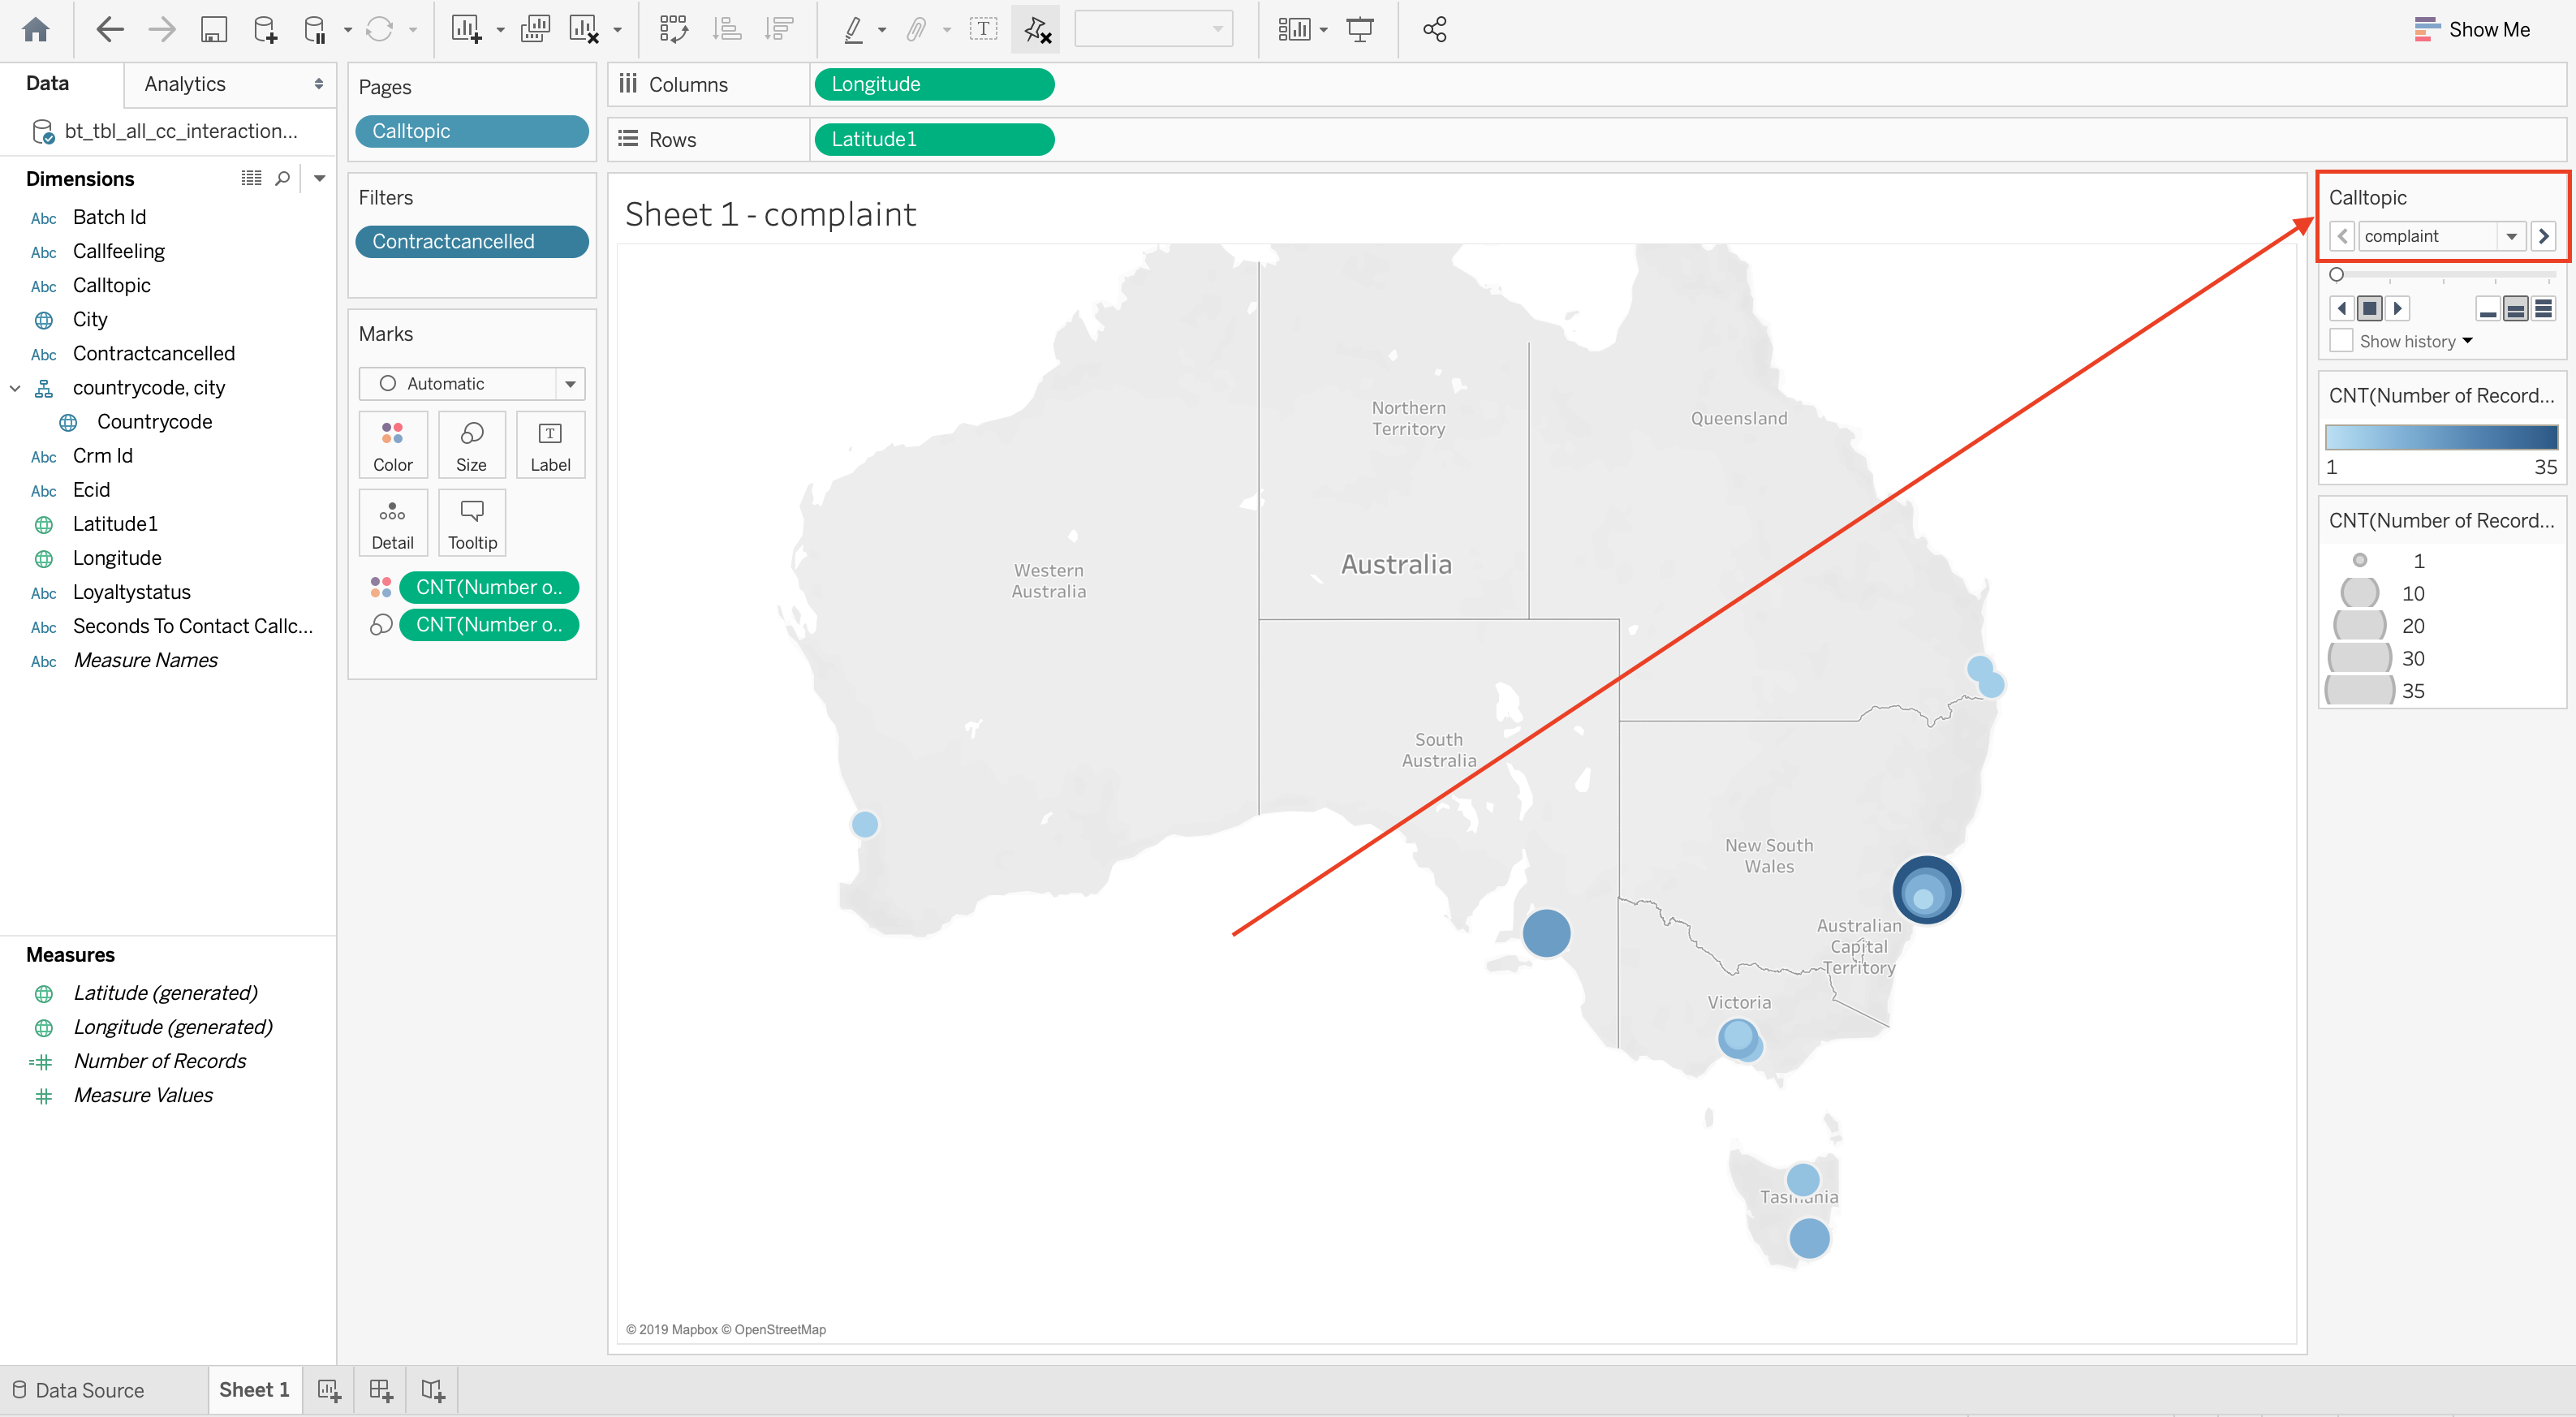 Show Me
Data
Analytics
bt_tbl_all_cc_interaction...
Dimensions
Abc Batch Id
Abc Callfeeling
Abc Calltopic
City
Abc Contractcancelled
countrycode, city
Countrycode
Abc Crm Id
Abc Ecid
Latitude1
Longitude
Abc Loyaltystatus
Abc Seconds To Contact Callc...
Abc Measure Names
Measures
Latitude (generated)
Longitude (generated)
Number of Records
Measure Values
Pages
Calltopic
Filters
Contractcancelled
Marks
Automatic
Color
Size
Label
Detail
Tooltip
CNT(Number o..
CNT(Number o..
Columns
Longitude
Rows
Latitude1
Sheet 1 - complaint
Northern
Territory
Queensland
Western
Australia
Australia
South
Australia
New South
Wales
Australian
Capital
Territory
Victoria
Tasmania
© 2019 Mapbox © OpenStreetMap
Calltopic
complaint
Show history
CNT(Number of Record...
1 35
CNT(Number of Record...
1
10
20
30
35
Data Source
Sheet 1